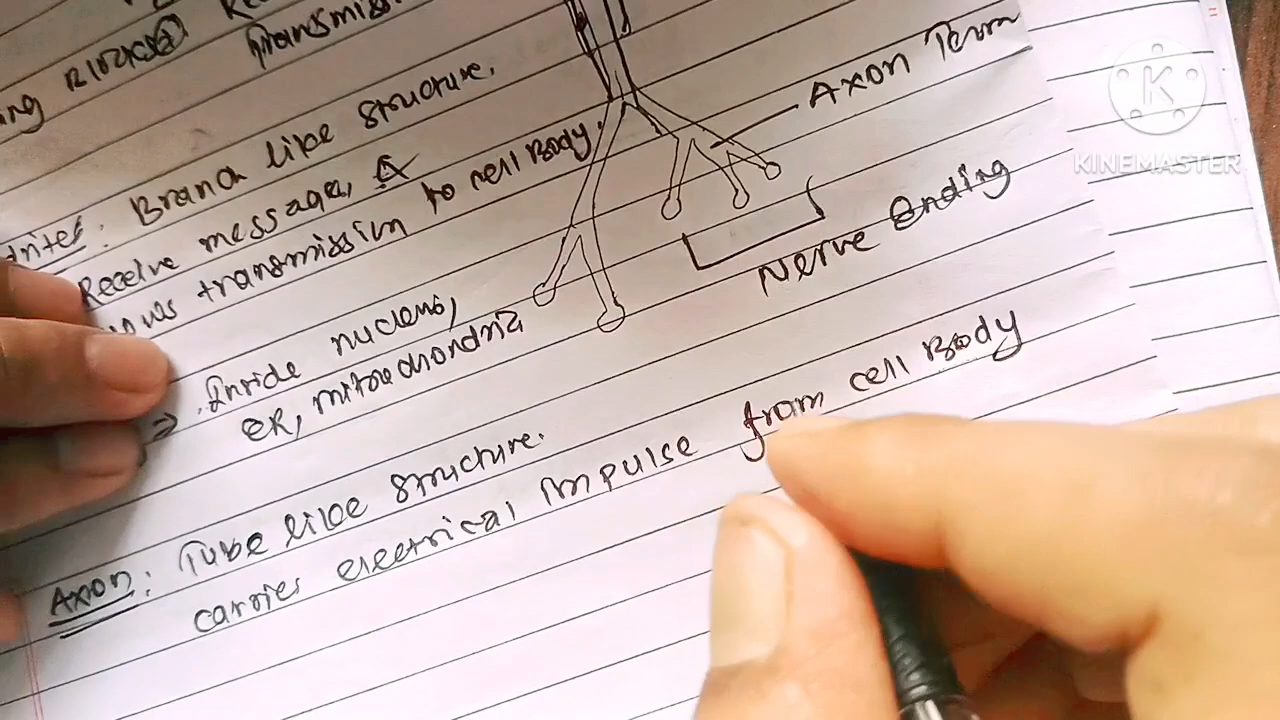 Transmiss
Branch like structure.
Receive message, A
transmission to cell Body.
Axon Term
Nerve Ending
⇒ Inside nucleus,
ER, mitochondria
Axon: Tube like structure.
carries electrical impulse from cell Body
K
KINEMASTER